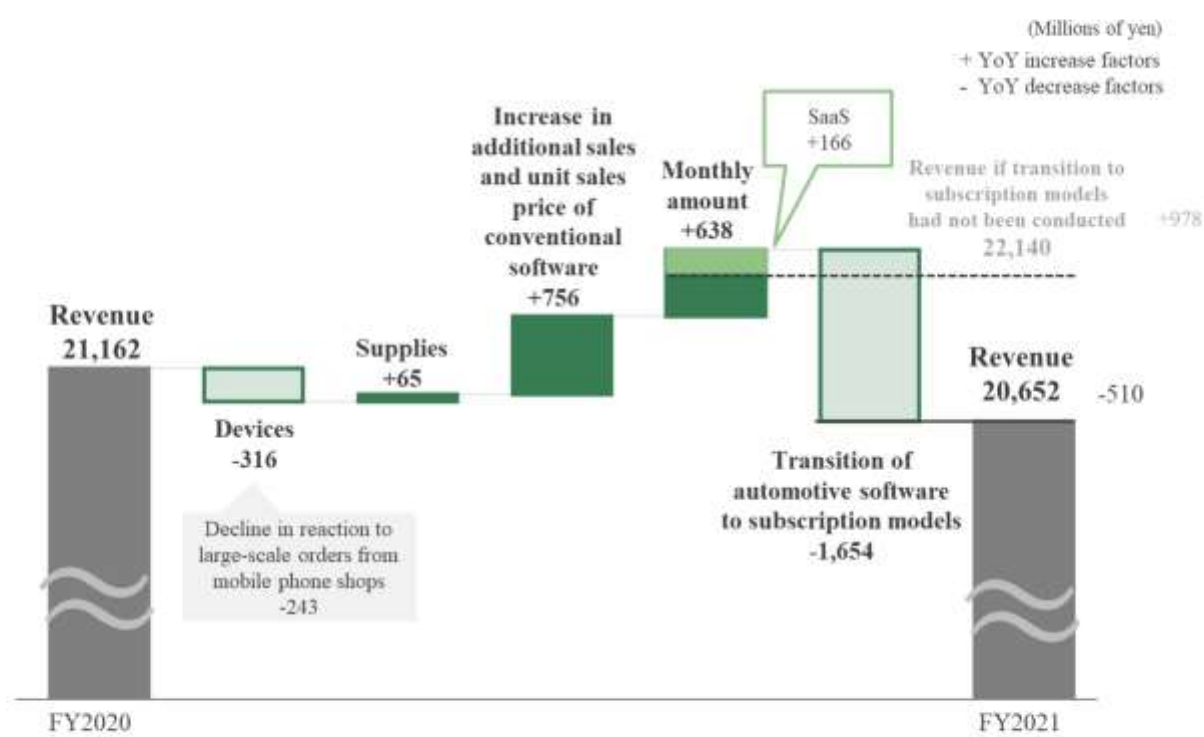 (Millions of yen)
+ YoY increase factors
- YoY decrease factors
Revenue
21,162
Devices
-316
Decline in reaction to
large-scale orders from
mobile phone shops
-243
Supplies
+65
Increase in
additional sales
and unit sales
price of
conventional
software
+756
Monthly
amount
+638
SaaS
+166
Transition of
automotive software
to subscription models
-1,654
Revenue if transition to
subscription models
had not been conducted +978
22,140
Revenue
20,652 -510
FY2020
FY2021